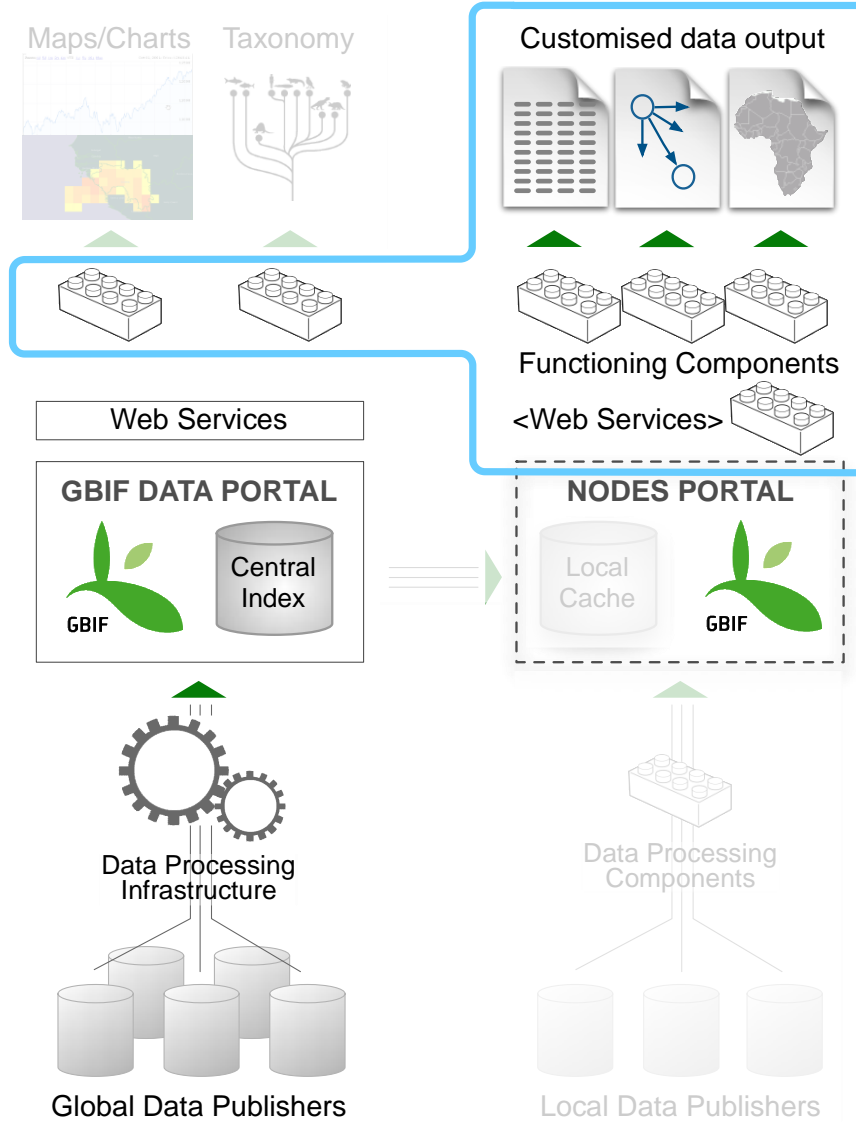 Maps/Charts
Taxonomy
Customised data output
Functioning Components
Web Services
<Web Services>
GBIF DATA PORTAL
NODES PORTAL
Central
Index
Local
Cache
GBIF
GBIF
Data Processing
Infrastructure
Data Processing
Components
Global Data Publishers
Local Data Publishers